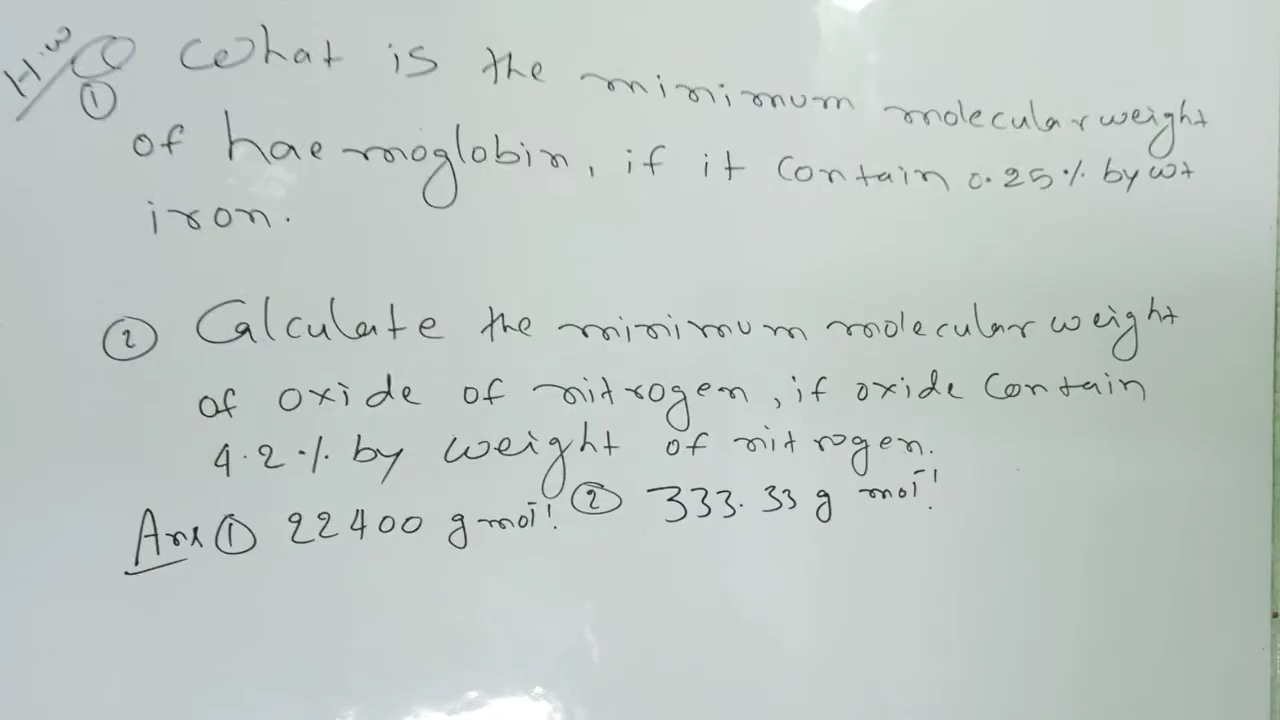 H.W Q What is the minimum molecular weight
① of haemoglobin, if it contain 0.25% by wt
iron.
② Calculate the minimum molecular weight
of oxide of nitrogen, if oxide contain
4.2% by weight of nitrogen.
Ans ① 22400 g mol⁻¹. ② 333.33 g mol⁻¹